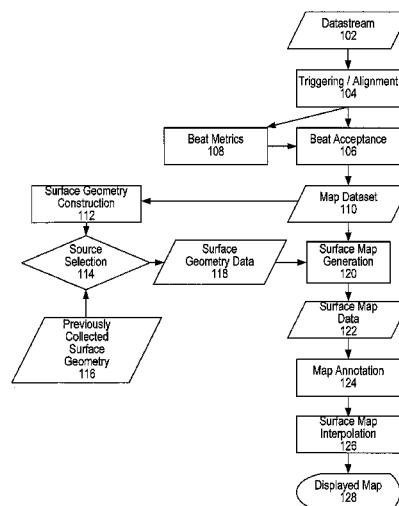 Datastream
102
Triggering / Alignment
104
Beat Metrics
108
Beat Acceptance
106
Surface Geometry
Construction
112
Map Dataset
110
Source
Selection
114
Surface
Geometry Data
118
Surface Map
Generation
120
Previously
Collected
Surface
Geometry
116
Surface Map
Data
122
Map Annotation
124
Surface Map
Interpolation
126
Displayed Map
128